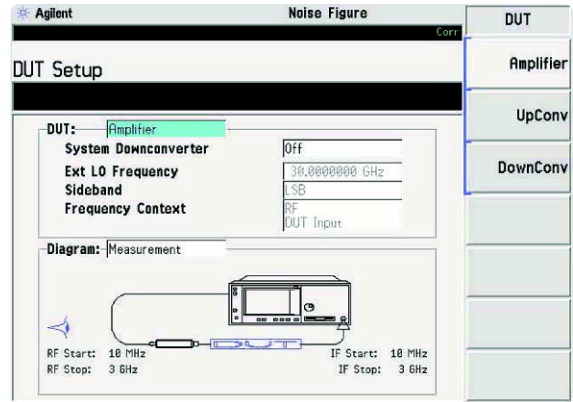 Agilent
Noise Figure
DUT
Corr
DUT Setup
Amplifier
UpConv
DownConv
DUT: Amplifier
System Downconverter Off
Ext LO Frequency 30.0000000 GHz
Sideband LSB
Frequency Context RF
DUT Input
Diagram: Measurement
RF Start: 10 MHz
RF Stop: 3 GHz
IF Start: 10 MHz
IF Stop: 3 GHz